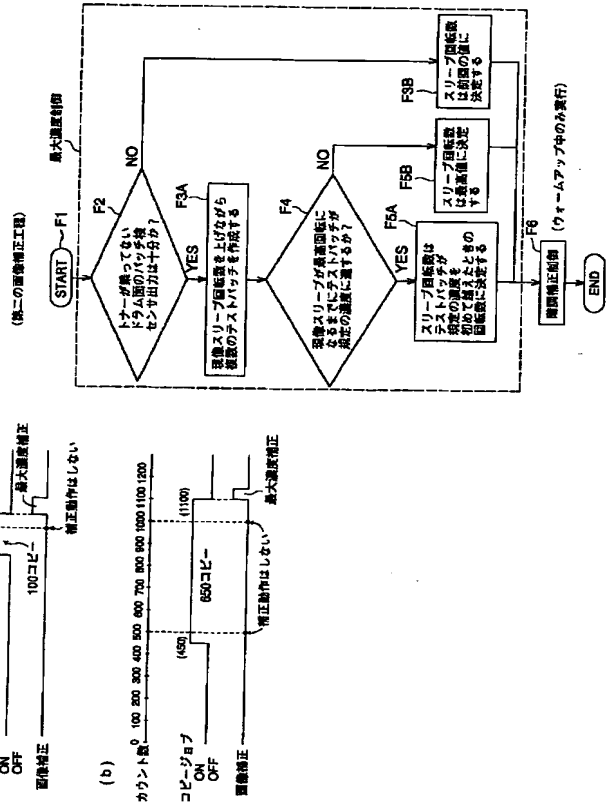 ON
OFF
画像補正
100コピー
最大濃度補正
補正動作はしない
(b)
カウント数
0 100 200 300 400 500 600 700 800 900 1000 1100 1200
コピージョブ
ON
OFF
(450)
(1100)
650コピー
画像補正
最大濃度補正
補正動作はしない
(第二の画像補正工程)
START
F1
最大濃度制御
F2
トナーが乗ってない
ドラム面のパッチ検
センサ出力は十分か？
NO
YES
F3A
現像スリーブ回転数を上げながら
複数のテストパッチを作成する
F3B
スリーブ回転数
は前回の値に
決定する
F4
現像スリーブが最高回転に
なるまでにテストパッチが
規定の濃度に達するか？
NO
YES
F5A
スリーブ回転数は
テストパッチが
規定の濃度を
初めて越えたときの
回転数に決定する
F5B
スリーブ回転数
は最高値に決定
する
F6
階調補正制御
(ウォームアップ中のみ実行)
END